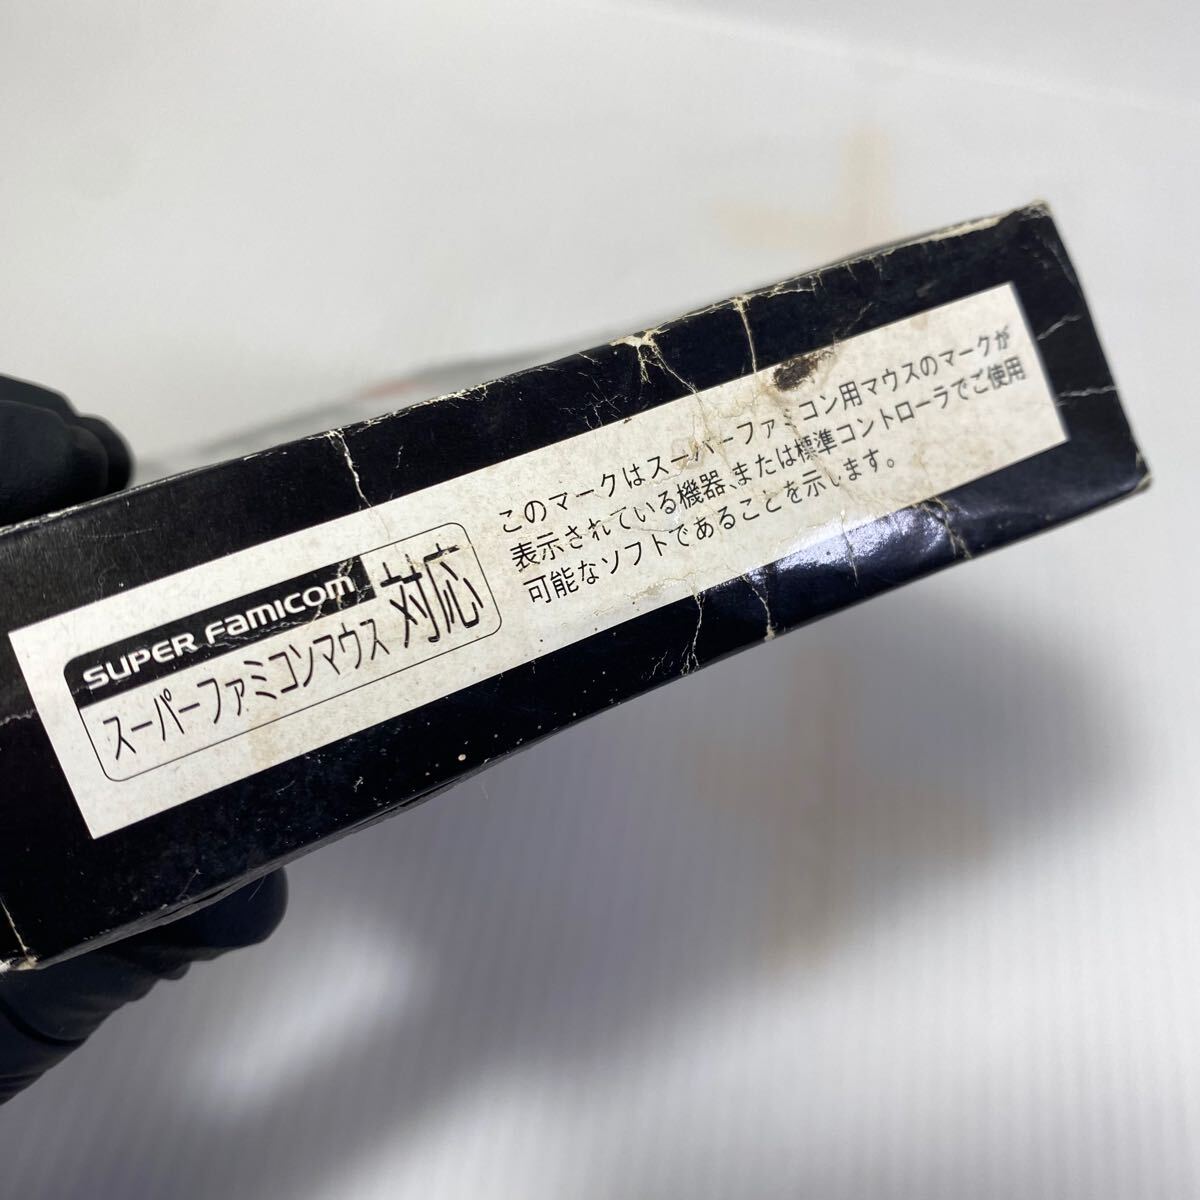 SUPER FAMICOM
スーパーファミコンマウス 対応
このマークはスーパーファミコン用マウスのマークが
表示されている機器、または標準コントローラでご使用
可能なソフトであることを示します。